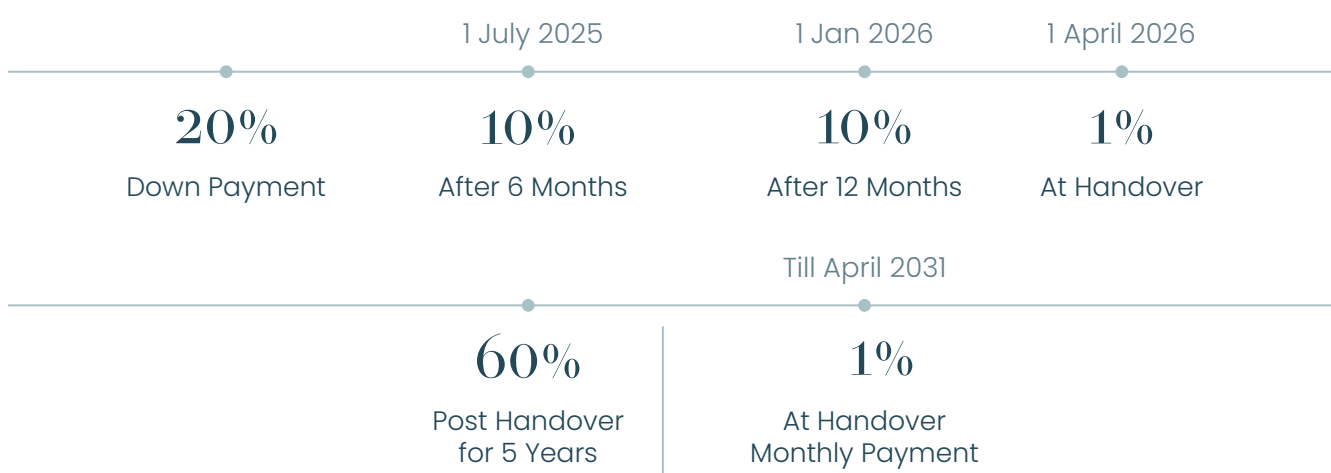 1 July 2025
1 Jan 2026
1 April 2026
20%
10%
10%
1%
Down Payment
After 6 Months
After 12 Months
At Handover
Till April 2031
60%
1%
Post Handover
for 5 Years
At Handover
Monthly Payment